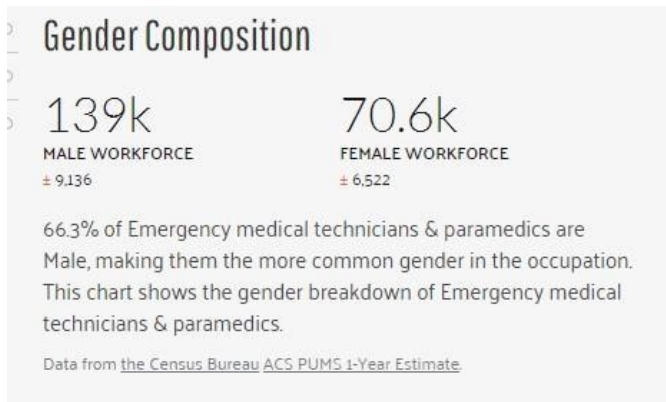 Gender Composition
139k 70.6k
MALE WORKFORCE FEMALE WORKFORCE
± 9,136 ± 6,522
66.3% of Emergency medical technicians & paramedics are
Male, making them the more common gender in the occupation.
This chart shows the gender breakdown of Emergency medical
technicians & paramedics.
Data from the Census Bureau ACS PUMS 1-Year Estimate.